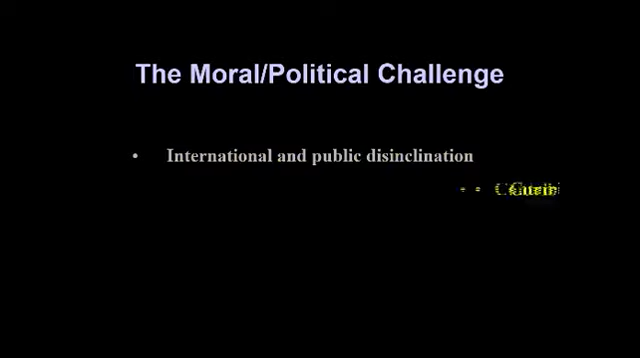 The Moral/Political Challenge
• International and public disinclination